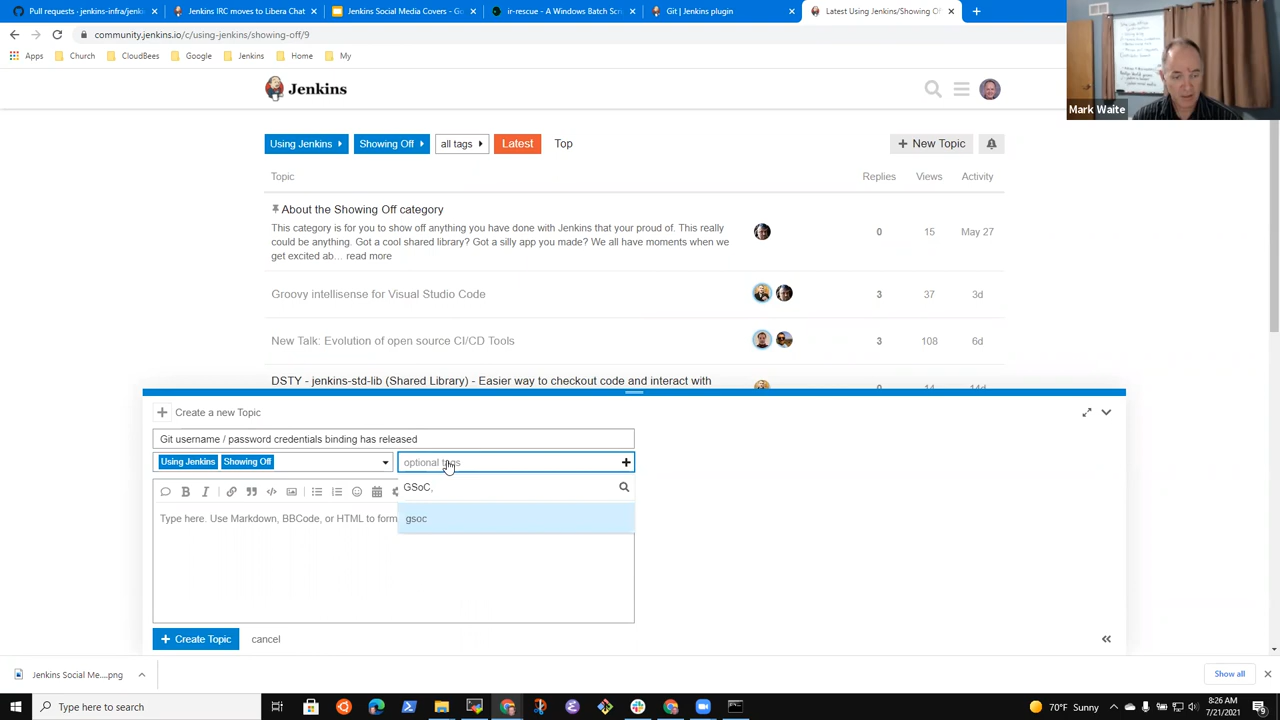 Pull requests · jenkins-infra/jenk
Jenkins IRC moves to Libera Chat
Jenkins Social Media Covers - Go
ir-rescue - A Windows Batch Scri
Git | Jenkins plugin
Latest Jenkins/Showing Of
community.jenkins.io/c/using-jenkins/showing-off/9
Apps
Church
CloudBees
Google
Jenkins
Home
My
Mark Waite
Jenkins
Using Jenkins
Showing Off
all tags
Latest
Top
+ New Topic
Topic
Replies
Views
Activity
About the Showing Off category
This category is for you to show off anything you have done with Jenkins that your proud of. This really
could be anything. Got a cool shared library? Got a silly app you made? We all have moments when we
get excited ab… read more
0
15
May 27
Groovy intellisense for Visual Studio Code
3
37
3d
New Talk: Evolution of open source CI/CD Tools
3
108
6d
DSTY - jenkins-std-lib (Shared Library) - Easier way to checkout code and interact with
0
14
14d
Create a new Topic
Git username / password credentials binding has released
Using Jenkins
Showing Off
optional tags
GSoC,
gsoc
Type here. Use Markdown, BBCode, or HTML to form
+ Create Topic
cancel
Jenkins Social Me....png
Show all
Type here to search
70°F Sunny
8:26 AM
7/21/2021